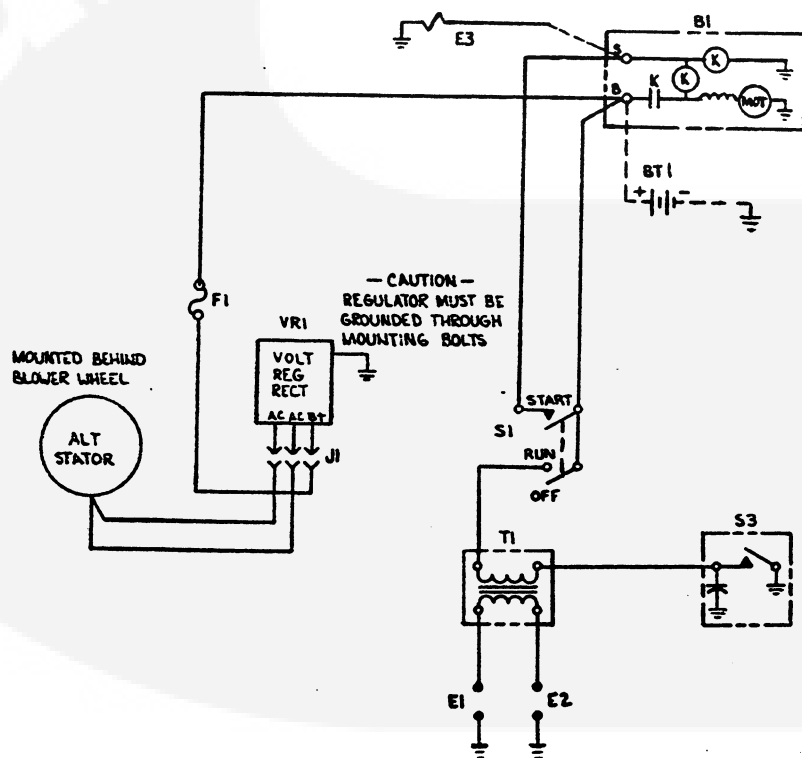 B1
E3
S
K
K
B
K
MOT
BT1
+
-
F1
— CAUTION —
REGULATOR MUST BE
GROUNDED THROUGH
MOUNTING BOLTS
VR1
VOLT
REG
RECT
AC AC B+
J1
MOUNTED BEHIND
BLOWER WHEEL
ALT
STATOR
START
S1
RUN
OFF
T1
S3
E1
E2